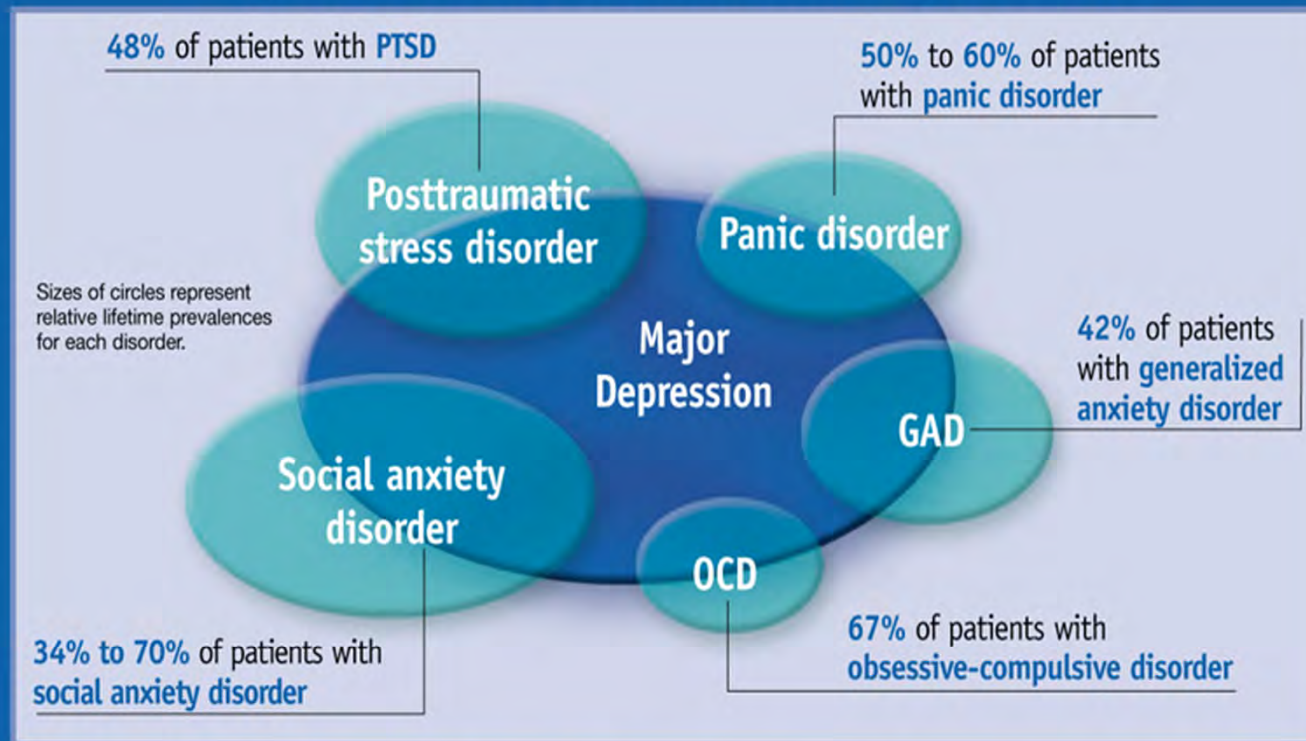 48% of patients with PTSD
50% to 60% of patients
with panic disorder
Posttraumatic
stress disorder
Panic disorder
Sizes of circles represent
relative lifetime prevalences
for each disorder.
Major
Depression
42% of patients
with generalized
anxiety disorder
GAD
Social anxiety
disorder
OCD
34% to 70% of patients with
social anxiety disorder
67% of patients with
obsessive-compulsive disorder